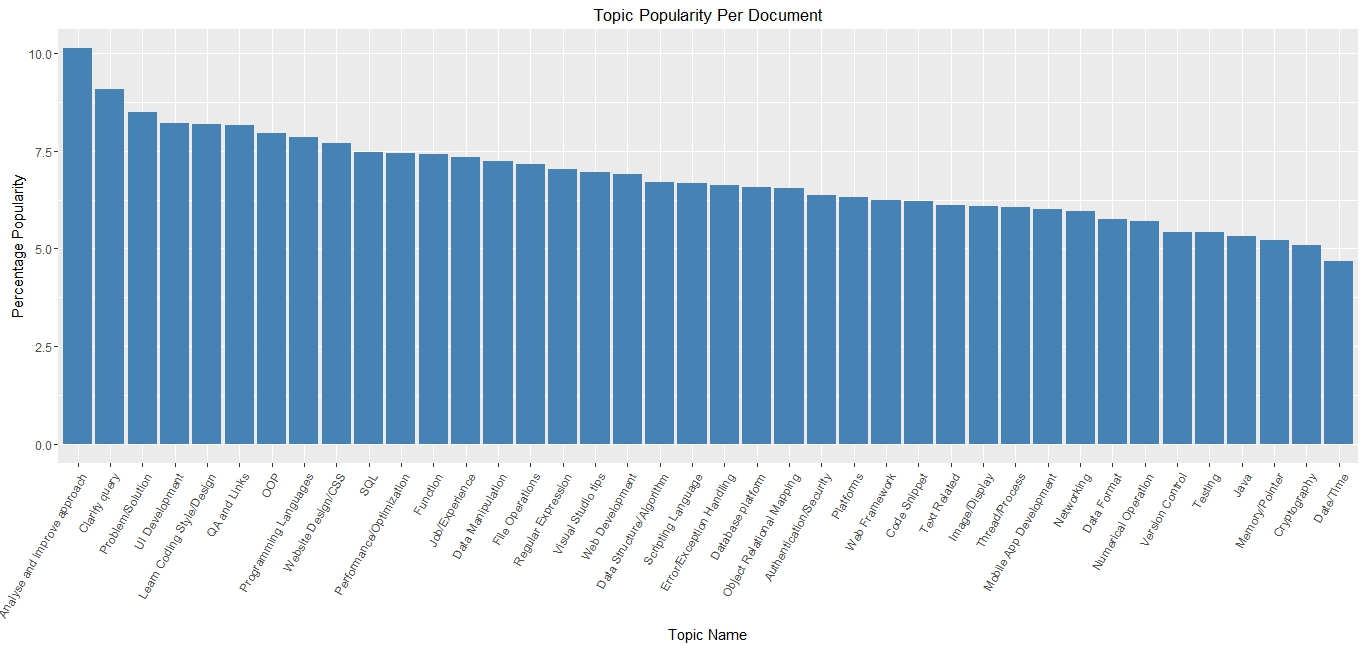 Topic Popularity Per Document
Percentage Popularity
10.0
7.5
5.0
2.5
0.0
Analyse and Improve approach
Clarify query
Problem/Solution
UI Development
Learn Coding Style/Design
QA and Links
OOP
Programming Languages
Website Design/CSS
SQL
Performance/Optimization
Function
Job/Experience
Data Manipulation
File Operations
Regular Expression
Visual Studio tips
Web Development
Data Structure/Algorithm
Scripting Language
Error/Exception Handling
Database platform
Object Relational Mapping
Authentication/Security
Platforms
Web Framework
Code Snippet
Text Related
Image/Display
Thread/Process
Mobile App Development
Networking
Data Format
Numerical Operation
Version Control
Testing
Java
Memory/Pointer
Cryptography
Date/Time
Topic Name